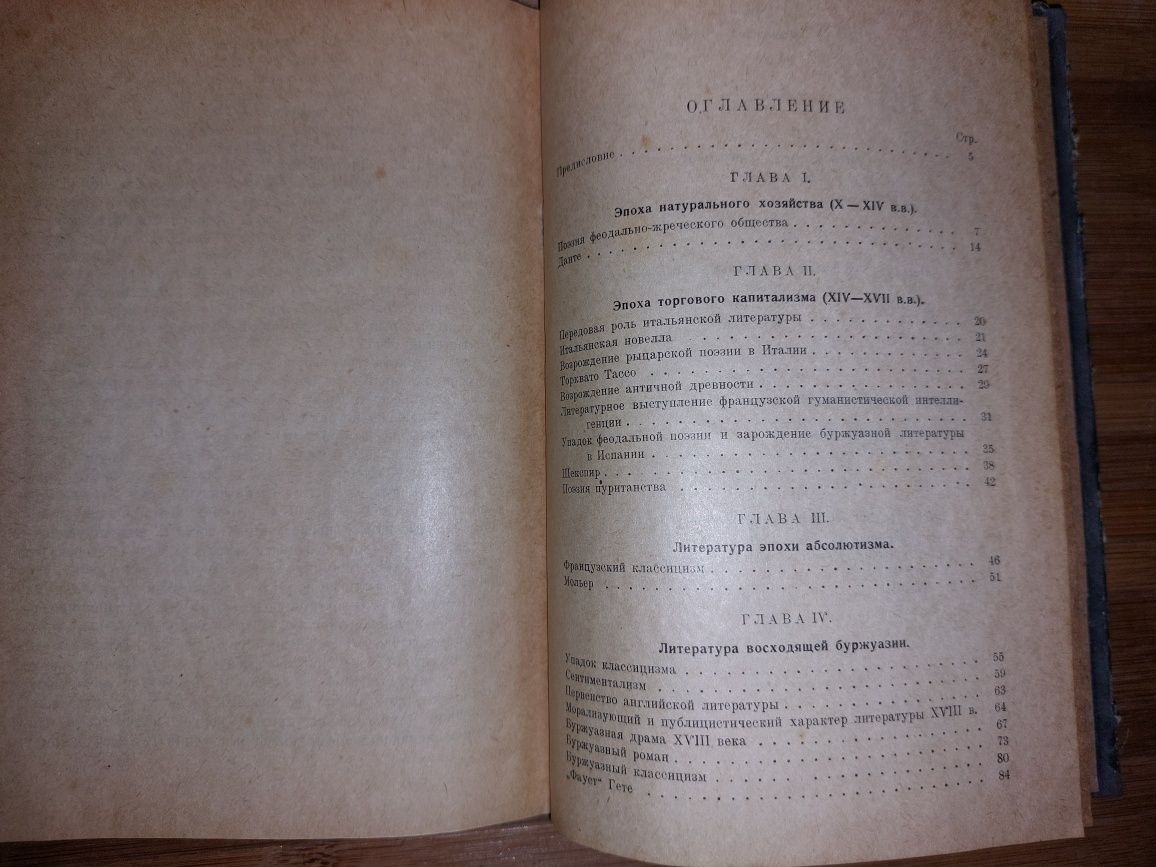 ОГЛАВЛЕНИЕ
Стр.
Предисловие . . . . . . . . . . . . . . . . . . . . 5
ГЛАВА I.
Эпоха натурального хозяйства (X — XIV в.в.).
Поэзия феодально-жреческого общества . . . . . . . . . . 7
Данте . . . . . . . . . . . . . . . . . . . . 14
ГЛАВА II.
Эпоха торгового капитализма (XIV—XVII в.в.).
Передовая роль итальянской литературы . . . . . . . . . . 20
Итальянская новелла . . . . . . . . . . . . . . . 21
Возрождение рыцарской поэзии в Италии . . . . . . . . . . 24
Торквато Тассо . . . . . . . . . . . . . . . . . 27
Возрождение античной древности . . . . . . . . . . . . 29
Литературное выступление французской гуманистической интелли-
генции . . . . . . . . . . . . . . . . . . . . 31
Упадок феодальной поэзии и зарождение буржуазной литературы
в Испании . . . . . . . . . . . . . . . . . . . 35
Шекспир . . . . . . . . . . . . . . . . . . . . 38
Поэзия пуританства . . . . . . . . . . . . . . . . 42
ГЛАВА III.
Литература эпохи абсолютизма.
Французский классицизм . . . . . . . . . . . . . . . 46
Мольер . . . . . . . . . . . . . . . . . . . . 51
ГЛАВА IV.
Литература восходящей буржуазии.
Упадок классицизма . . . . . . . . . . . . . . . . 55
Сентиментализм . . . . . . . . . . . . . . . . . 59
Первенство английской литературы . . . . . . . . . . . 63
Морализующий и публицистический характер литературы XVIII в. 64
Буржуазная драма XVIII века . . . . . . . . . . . . . 67
Буржуазный роман . . . . . . . . . . . . . . . . 73
Буржуазный классицизм . . . . . . . . . . . . . . . 80
„Фауст“ Гете . . . . . . . . . . . . . . . . . . 84